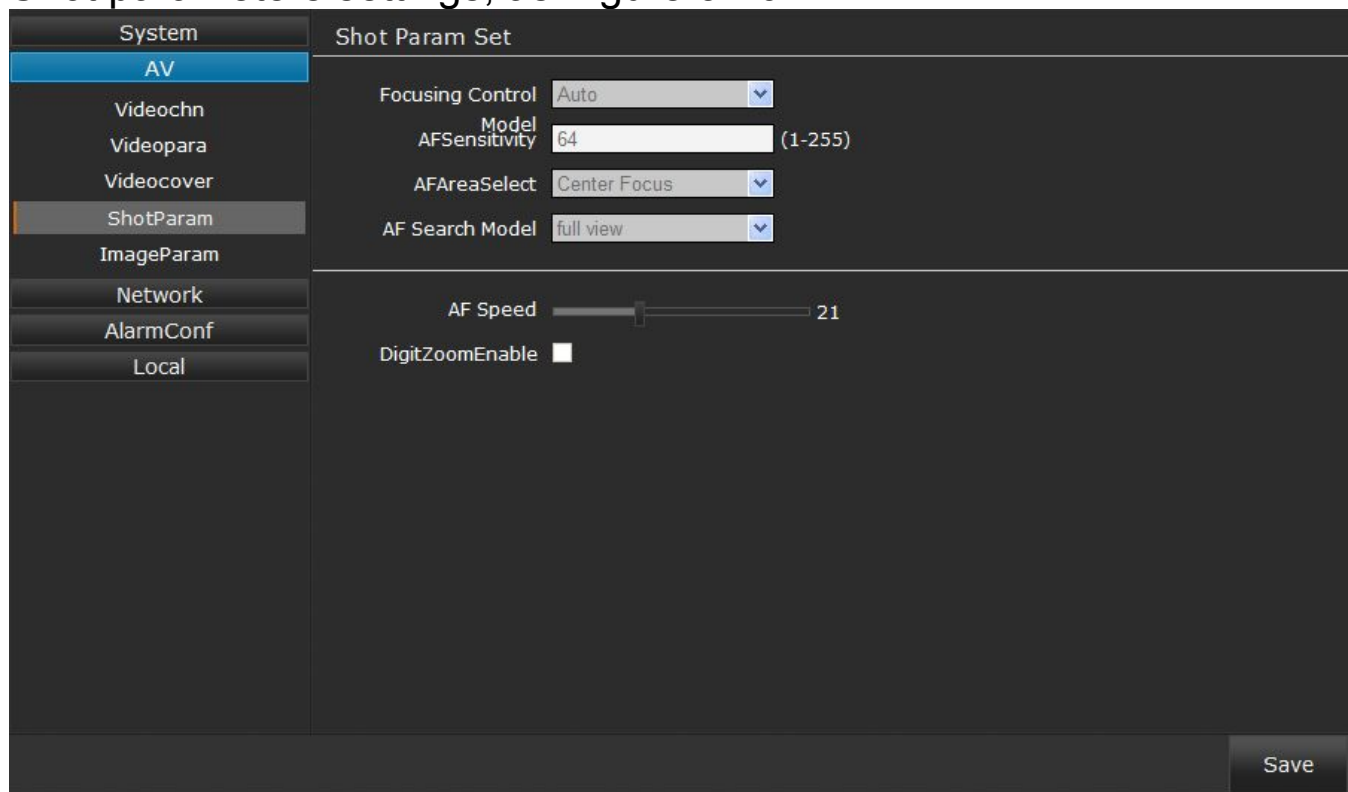 System
AV
Videochn
Videopara
Videocover
ShotParam
ImageParam
Network
AlarmConf
Local
Shot Param Set
Focusing Control Model Auto
AFSensitivity 64 (1-255)
AFAreaSelect Center Focus
AF Search Model full view
AF Speed 21
DigitZoomEnable
Save